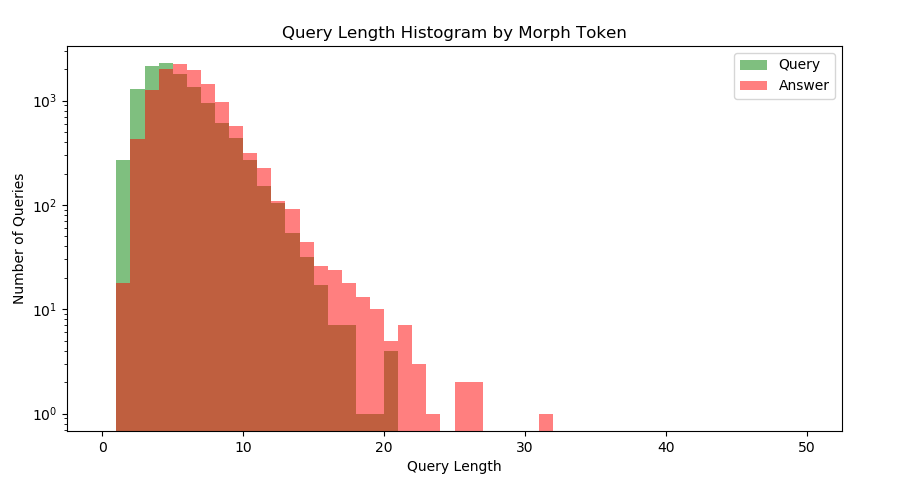 Query Length Histogram by Morph Token
Query
Answer
Number of Queries
10³
10²
10¹
10⁰
0 10 20 30 40 50
Query Length